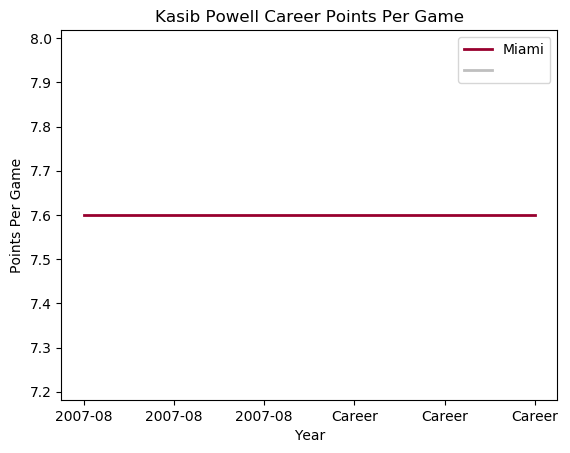 Kasib Powell Career Points Per Game
Miami
8.0
7.9
7.8
7.7
7.6
7.5
7.4
7.3
7.2
Points Per Game
2007-08 2007-08 2007-08 Career Career Career
Year